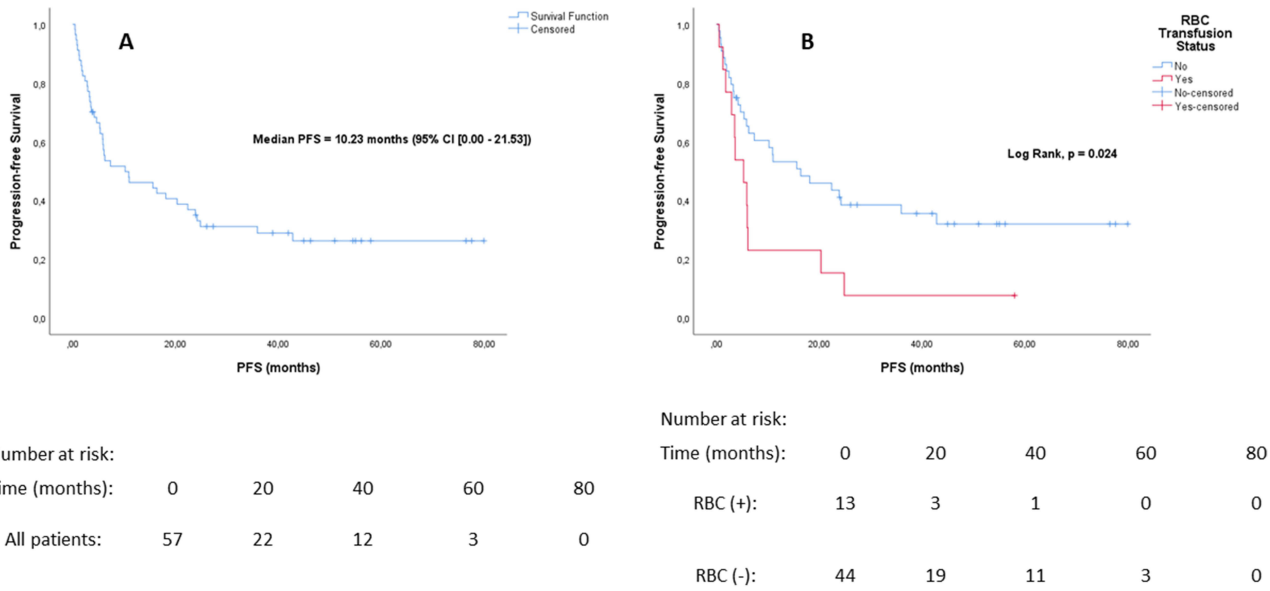 A
Survival Function
Censored
1,0
0,8
0,6
0,4
0,2
0,0
Progression-free Survival
Median PFS = 10.23 months (95% CI [0.00 - 21.53])
,00
20,00
40,00
60,00
80,00
PFS (months)
B
RBC
Transfusion
Status
No
Yes
No-censored
Yes-censored
1,0
0,8
0,6
0,4
0,2
0,0
Progression-free Survival
Log Rank, p = 0.024
,00
20,00
40,00
60,00
80,00
PFS (months)
umber at risk:
ime (months): 0 20 40 60 80
All patients: 57 22 12 3 0
Number at risk:
Time (months): 0 20 40 60 80
RBC (+): 13 3 1 0 0
RBC (-): 44 19 11 3 0